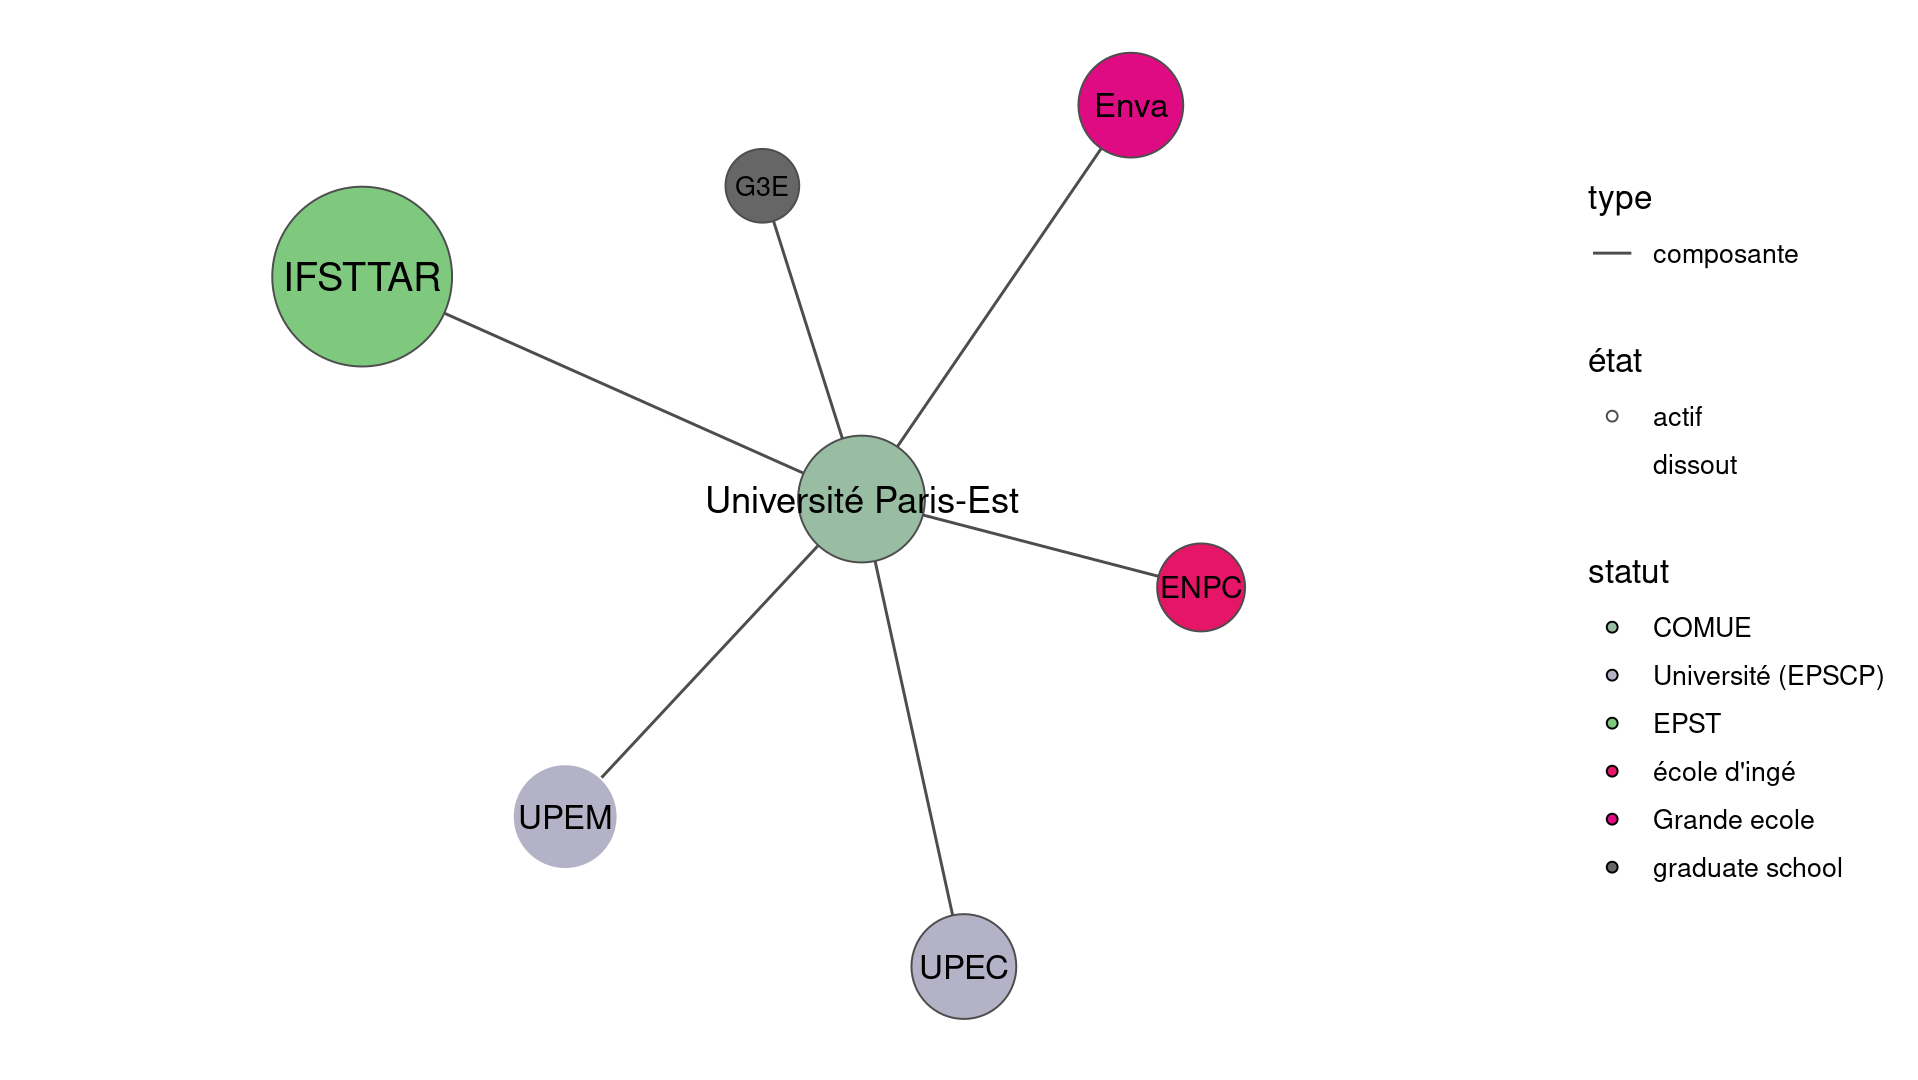 Enva
G3E
IFSTTAR
Université Paris-Est
ENPC
UPEM
UPEC
type
composante
état
actif
dissout
statut
COMUE
Université (EPSCP)
EPST
école d'ingé
Grande ecole
graduate school